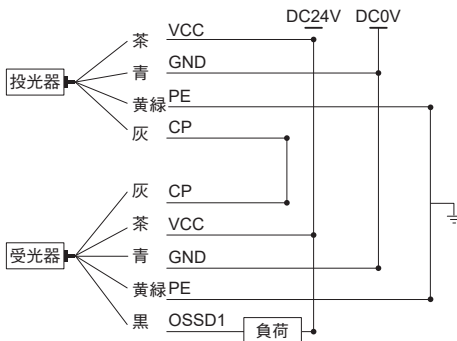 DC24V DC0V
茶 VCC
青 GND
投光器
黄緑 PE
灰 CP
灰 CP
茶 VCC
受光器
青 GND
黄緑 PE
黒 OSSD1 負荷